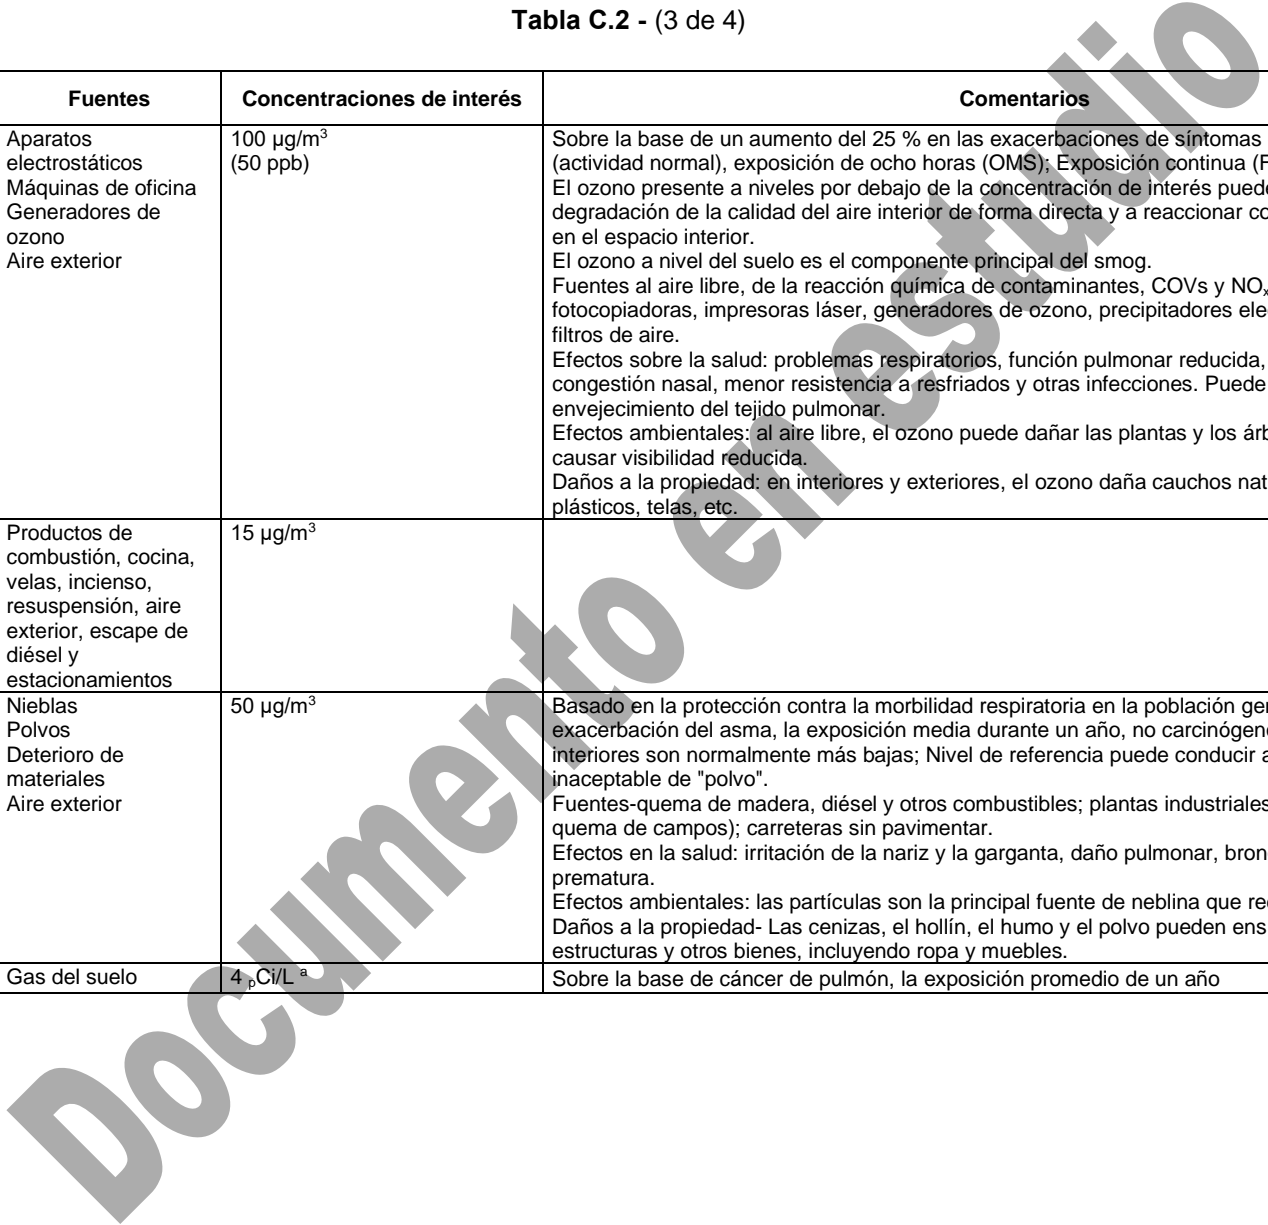 Tabla C.2 - (3 de 4)
Fuentes
Concentraciones de interés
Comentarios
Aparatos
electrostáticos
Máquinas de oficina
Generadores de
ozono
Aire exterior
100 µg/m³
(50 ppb)
Sobre la base de un aumento del 25 % en las exacerbaciones de síntomas
(actividad normal), exposición de ocho horas (OMS); Exposición continua (F
El ozono presente a niveles por debajo de la concentración de interés pued
degradación de la calidad del aire interior de forma directa y a reaccionar co
en el espacio interior.
El ozono a nivel del suelo es el componente principal del smog.
Fuentes al aire libre, de la reacción química de contaminantes, COVs y NOₓ
fotocopiadoras, impresoras láser, generadores de ozono, precipitadores ele
filtros de aire.
Efectos sobre la salud: problemas respiratorios, función pulmonar reducida,
congestión nasal, menor resistencia a resfriados y otras infecciones. Puede
envejecimiento del tejido pulmonar.
Efectos ambientales: al aire libre, el ozono puede dañar las plantas y los árb
causar visibilidad reducida.
Daños a la propiedad: en interiores y exteriores, el ozono daña cauchos nat
plásticos, telas, etc.
Productos de
combustión, cocina,
velas, incienso,
resuspensión, aire
exterior, escape de
diésel y
estacionamientos
15 µg/m³
Nieblas
Polvos
Deterioro de
materiales
Aire exterior
50 µg/m³
Basado en la protección contra la morbilidad respiratoria en la población ge
exacerbación del asma, la exposición media durante un año, no carcinógen
interiores son normalmente más bajas; Nivel de referencia puede conducir a
inaceptable de "polvo".
Fuentes-quema de madera, diésel y otros combustibles; plantas industriales
quema de campos); carreteras sin pavimentar.
Efectos en la salud: irritación de la nariz y la garganta, daño pulmonar, bron
prematura.
Efectos ambientales: las partículas son la principal fuente de neblina que re
Daños a la propiedad- Las cenizas, el hollín, el humo y el polvo pueden ens
estructuras y otros bienes, incluyendo ropa y muebles.
Gas del suelo
4 ₚCi/L ᵃ
Sobre la base de cáncer de pulmón, la exposición promedio de un año
Documento en estudio